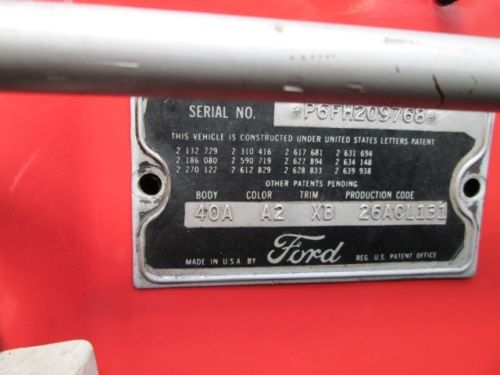 SERIAL NO. *P6FH209768*
THIS VEHICLE IS CONSTRUCTED UNDER UNITED STATES LETTERS PATENT
2 132 729 2 310 416 2 617 681 2 631 694
2 186 080 2 590 719 2 627 894 2 634 148
2 270 122 2 612 829 2 628 833 2 639 938
OTHER PATENTS PENDING
BODY COLOR TRIM PRODUCTION CODE
40A A2 XB 26AGL131
MADE IN U.S.A BY Ford REG. U.S. PATENT OFFICE